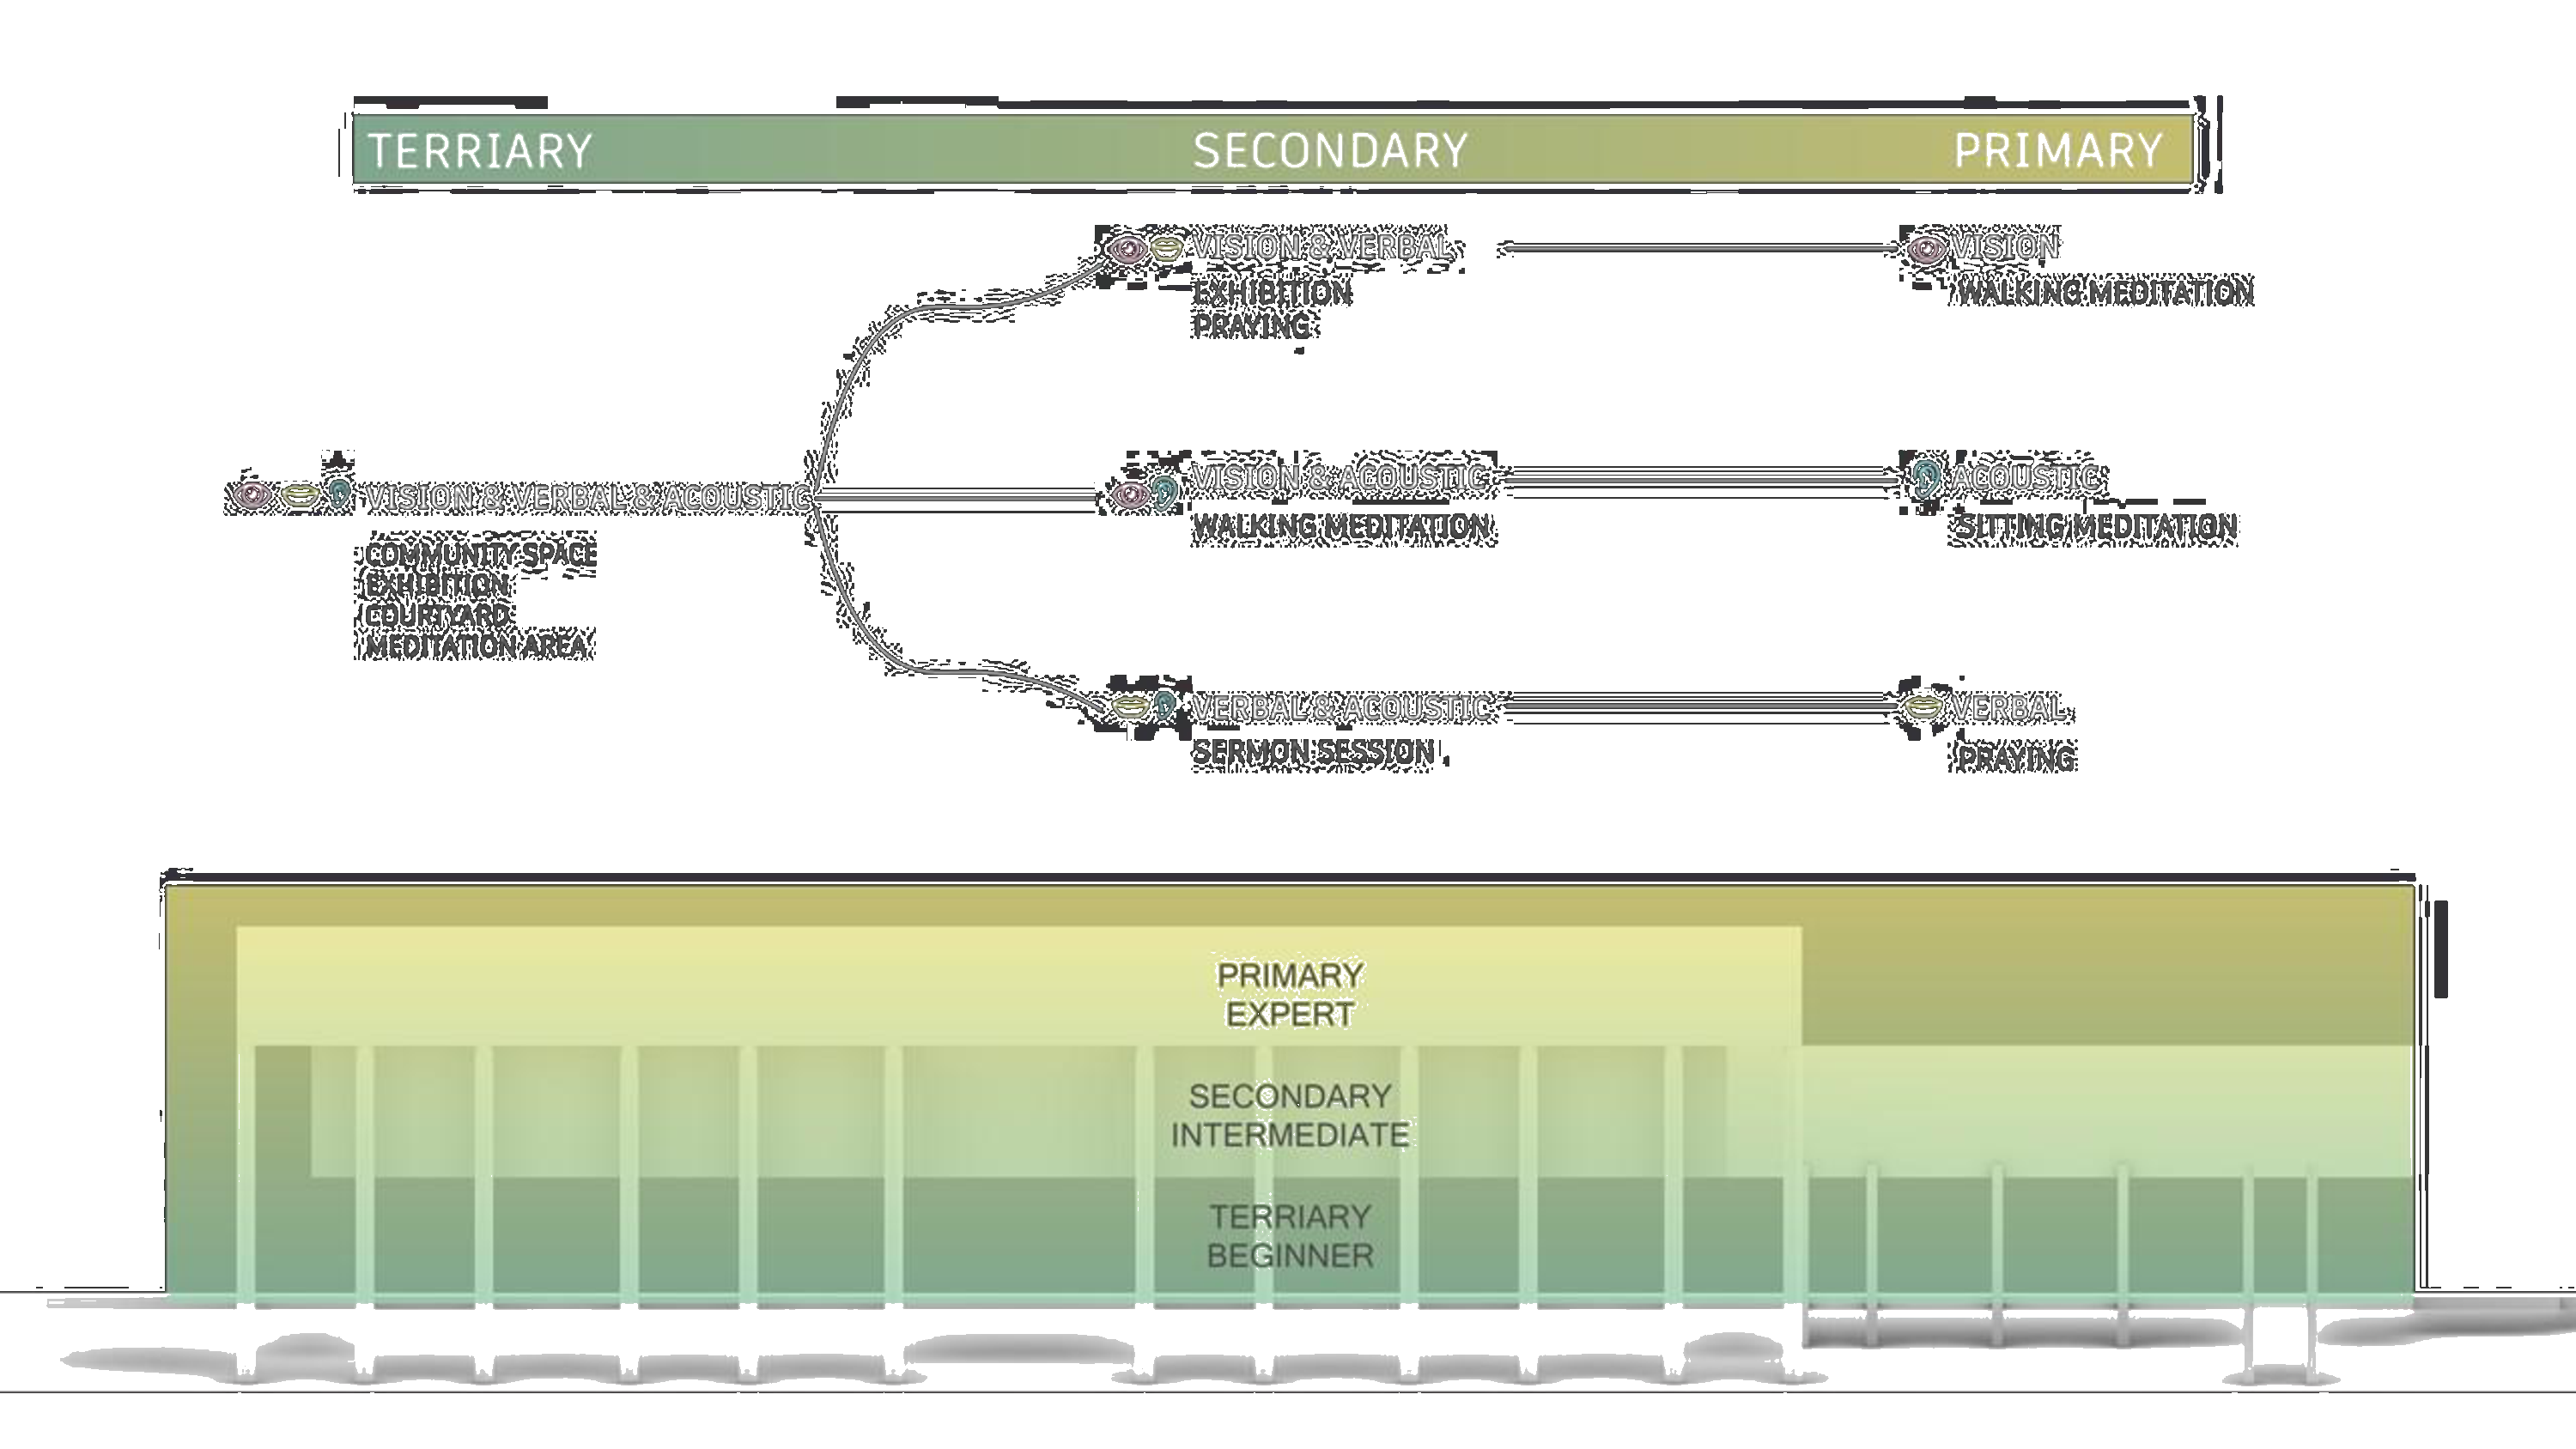 TERRIARY SECONDARY PRIMARY
VISION & VERBAL
EXHIBITION
PRAYING
VISION
WALKING MEDITATION
VISION & VERBAL & ACOUSTIC
COMMUNITY SPACE
EXHIBITION
COURTYARD
MEDITATION AREA
VISION & ACOUSTIC
WALKING MEDITATION
ACOUSTIC
SITTING MEDITATION
VERBAL & ACOUSTIC
SERMON SESSION
VERBAL
PRAYING
PRIMARY
EXPERT
SECONDARY
INTERMEDIATE
TERRIARY
BEGINNER